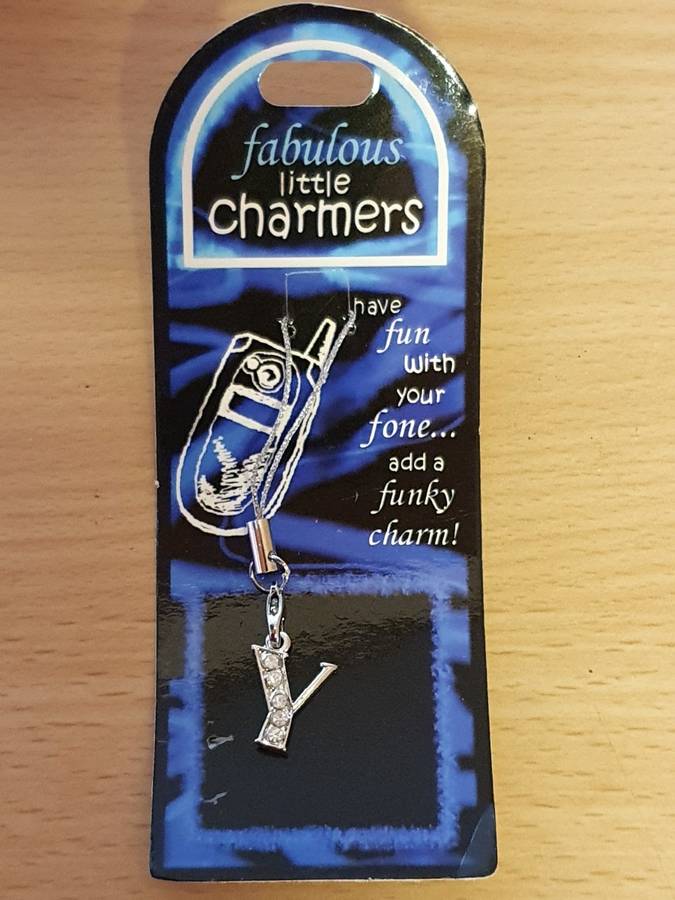 fabulous
little
charmers
have
fun
with
your
fone...
add a
funky
charm!
Y